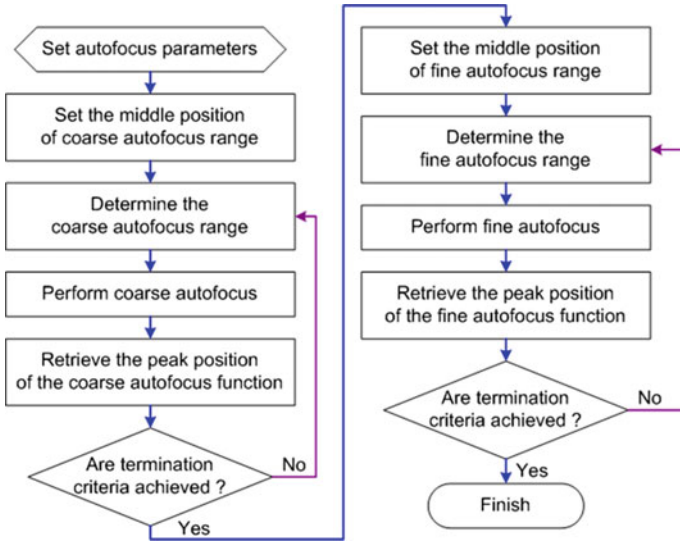 Set autofocus parameters
Set the middle position
of coarse autofocus range
Determine the
coarse autofocus range
Perform coarse autofocus
Retrieve the peak position
of the coarse autofocus function
Are termination
criteria achieved ?
No
Yes
Set the middle position
of fine autofocus range
Determine the
fine autofocus range
Perform fine autofocus
Retrieve the peak position
of the fine autofocus function
Are termination
criteria achieved ?
No
Yes
Finish